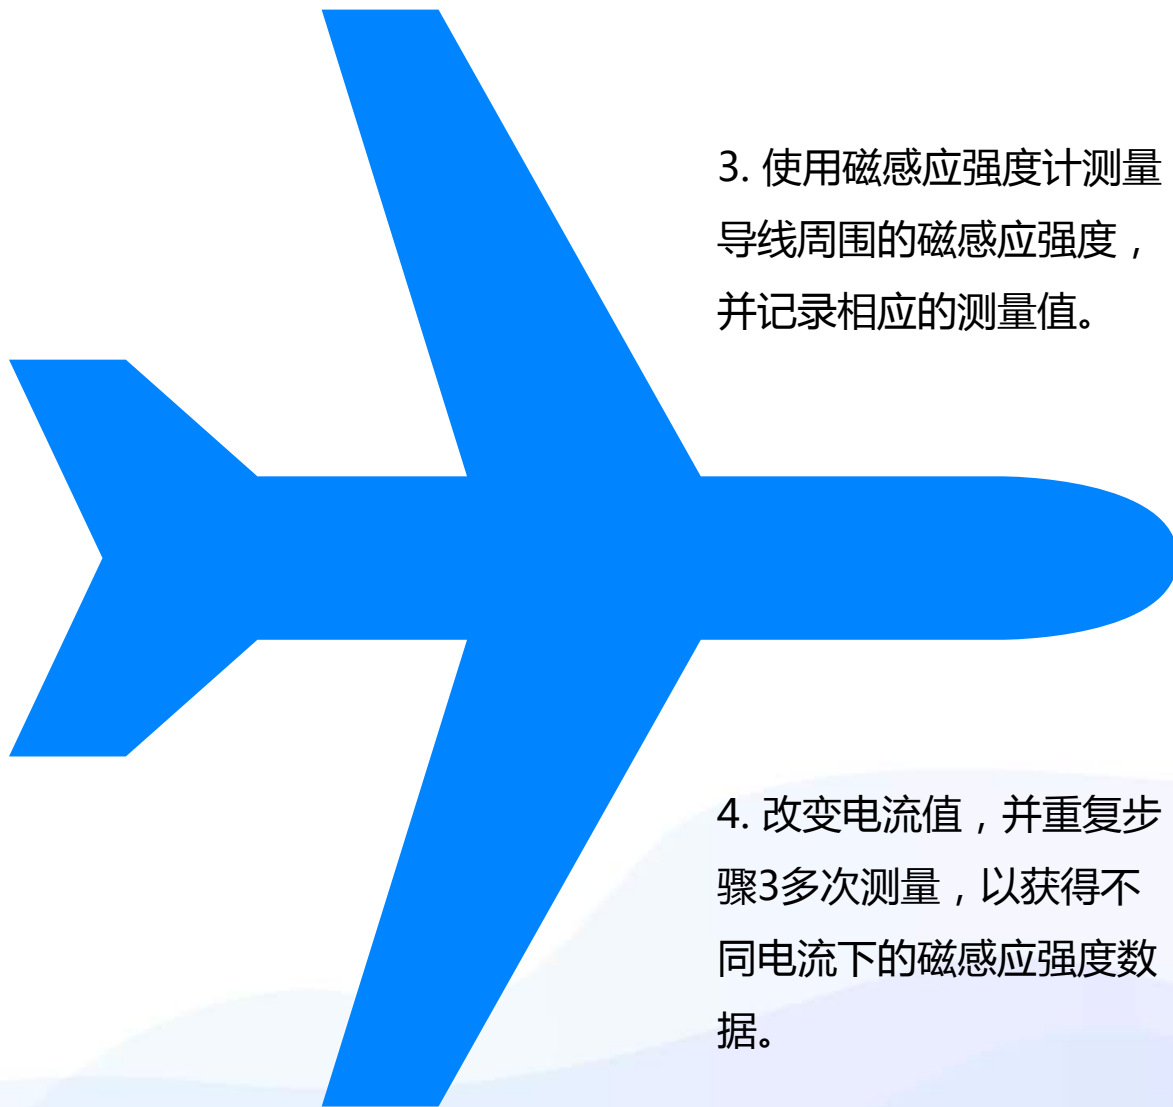 3. 使用磁感应强度计测量
导线周围的磁感应强度，
并记录相应的测量值。
4. 改变电流值，并重复步
骤3多次测量，以获得不
同电流下的磁感应强度数
据。